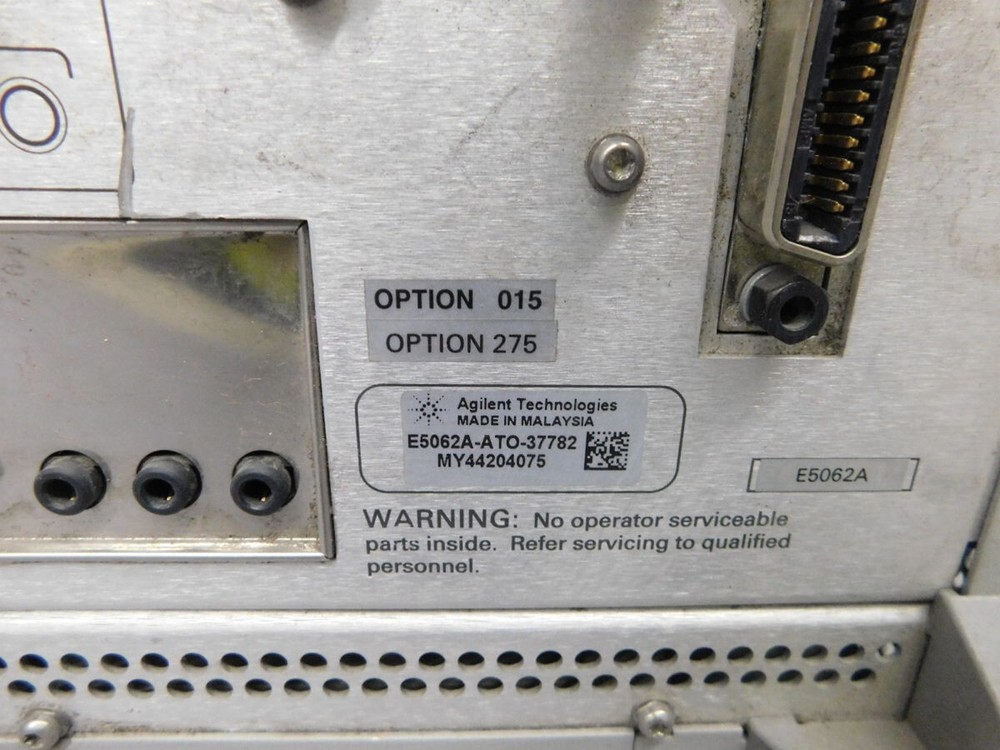 OPTION 015
OPTION 275
Agilent Technologies
MADE IN MALAYSIA
E5062A-ATO-37782
MY44204075
E5062A
WARNING: No operator serviceable
parts inside. Refer servicing to qualified
personnel.